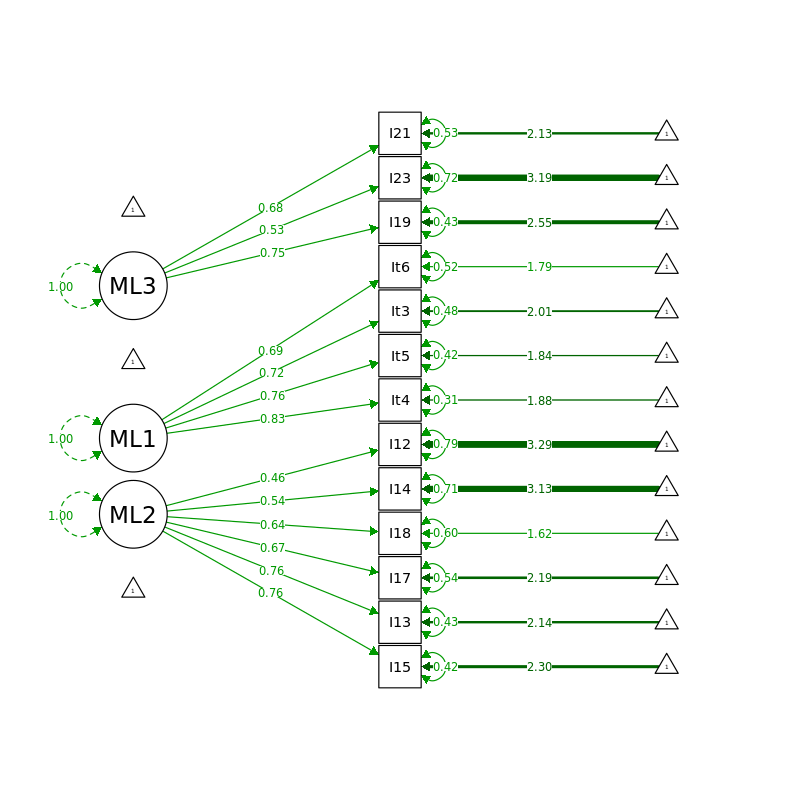 I21 0.53 2.13 1
I23 0.72 3.19 1
1 0.68
I19 0.43 2.55 1
0.53
0.75
It6 0.52 1.79 1
1.00 ML3
It3 0.48 2.01 1
0.69
It5 0.42 1.84 1
1 0.72
0.76
It4 0.31 1.88 1
0.83
1.00 ML1
I12 0.79 3.29 1
0.46
I14 0.71 3.13 1
0.54
1.00 ML2
0.64
I18 0.60 1.62 1
0.67
0.76
I17 0.54 2.19 1
1 0.76
I13 0.43 2.14 1
I15 0.42 2.30 1